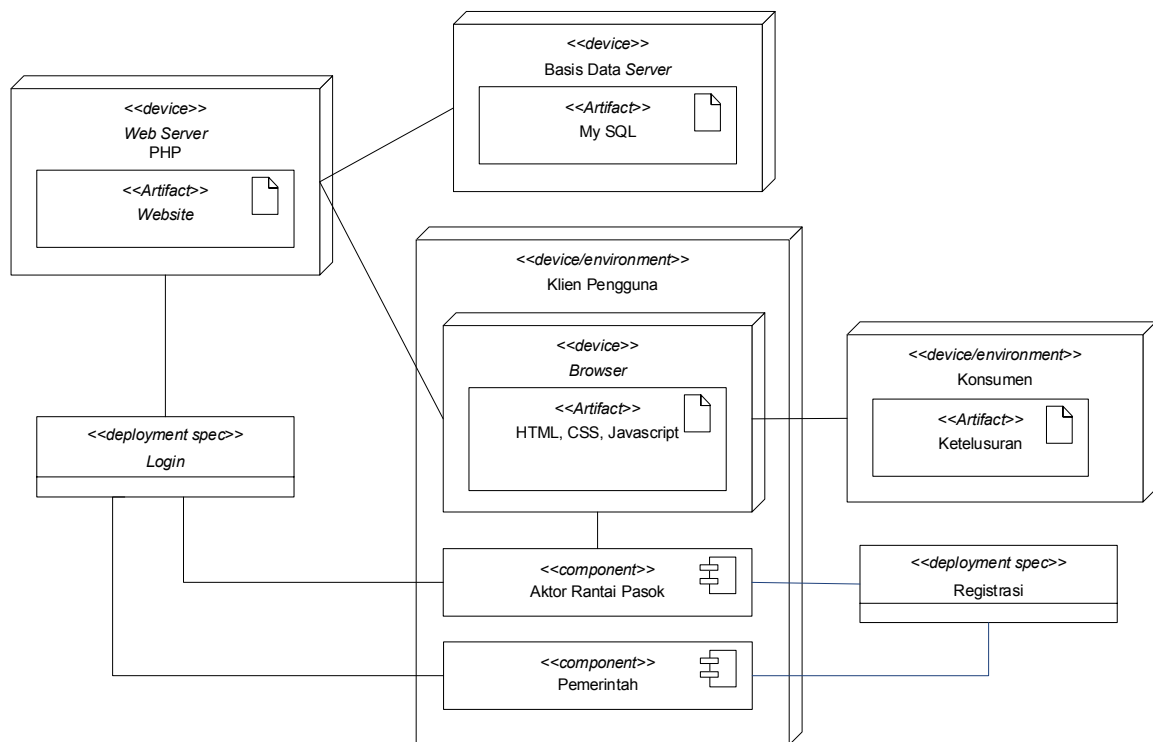 <<device>>
Basis Data Server
<<Artifact>>
My SQL
<<device>>
Web Server
PHP
<<Artifact>>
Website
<<device/environment>>
Klien Pengguna
<<device>>
Browser
<<Artifact>>
HTML, CSS, Javascript
<<device/environment>>
Konsumen
<<Artifact>>
Ketelusuran
<<deployment spec>>
Login
<<component>>
Aktor Rantai Pasok
<<deployment spec>>
Registrasi
<<component>>
Pemerintah